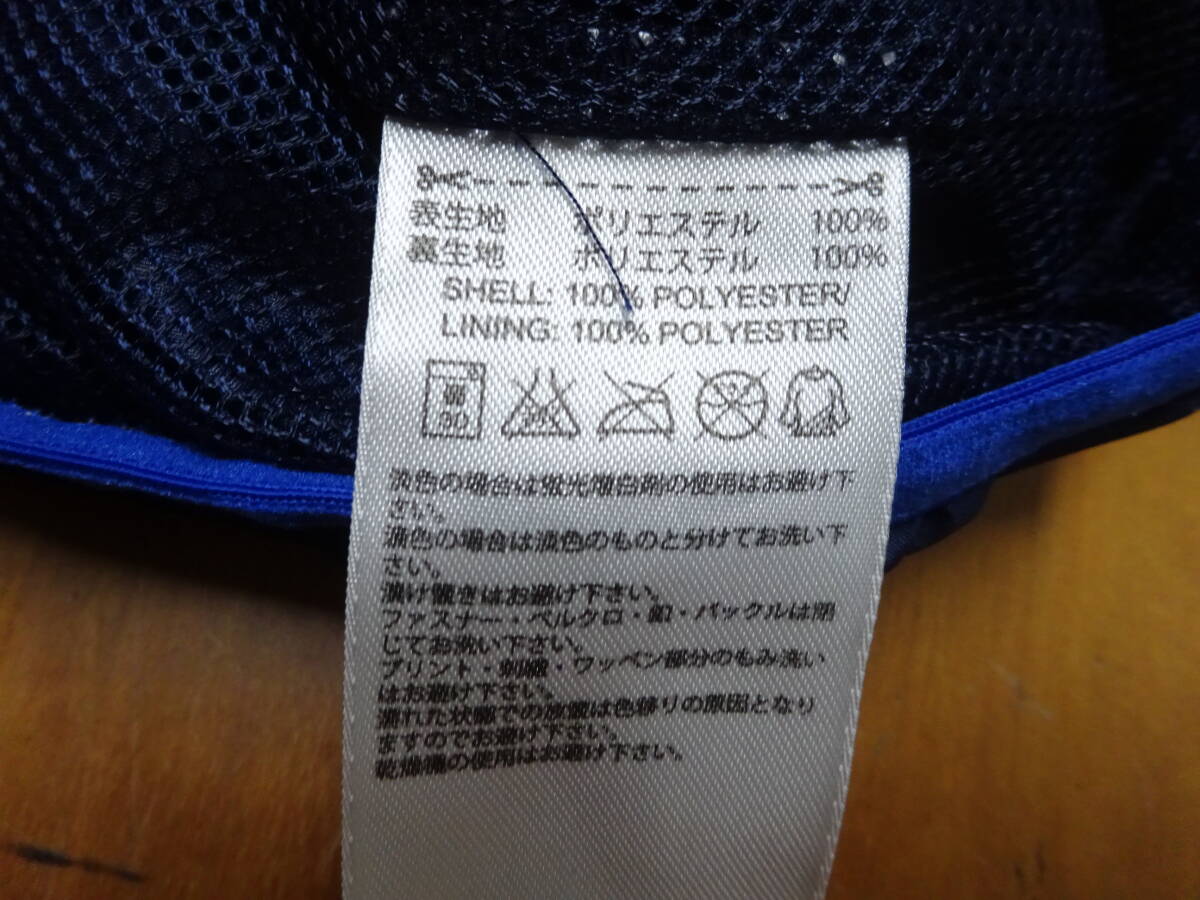 表生地 ポリエステル 100%
裏生地 ポリエステル 100%
SHELL: 100% POLYESTER/
LINING: 100% POLYESTER
弱
30
淡色の場合は蛍光増白剤の使用はお避け下
さい。
濃色の場合は淡色のものと分けてお洗い下
さい。
漬け置きはお避け下さい。
ファスナー・ベルクロ・釦・バックルは閉
じてお洗い下さい。
プリント・刺繍・ワッペン部分のもみ洗い
はお避け下さい。
濡れた状態での放置は色移りの原因となり
ますのでお避け下さい。
乾燥機の使用はお避け下さい。